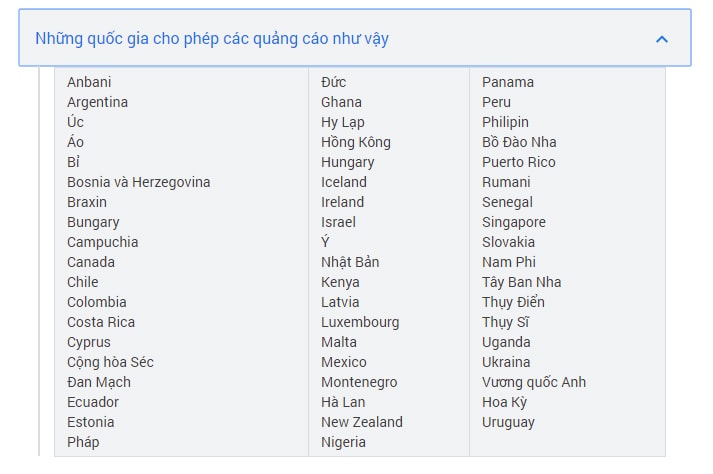 Những quốc gia cho phép các quảng cáo như vậy
Anbani
Argentina
Úc
Áo
Bỉ
Bosnia và Herzegovina
Braxin
Bungary
Campuchia
Canada
Chile
Colombia
Costa Rica
Cyprus
Cộng hòa Séc
Đan Mạch
Ecuador
Estonia
Pháp
Đức
Ghana
Hy Lạp
Hồng Kông
Hungary
Iceland
Ireland
Israel
Ý
Nhật Bản
Kenya
Latvia
Luxembourg
Malta
Mexico
Montenegro
Hà Lan
New Zealand
Nigeria
Panama
Peru
Philipin
Bồ Đào Nha
Puerto Rico
Rumani
Senegal
Singapore
Slovakia
Nam Phi
Tây Ban Nha
Thụy Điển
Thụy Sĩ
Uganda
Ukraina
Vương quốc Anh
Hoa Kỳ
Uruguay